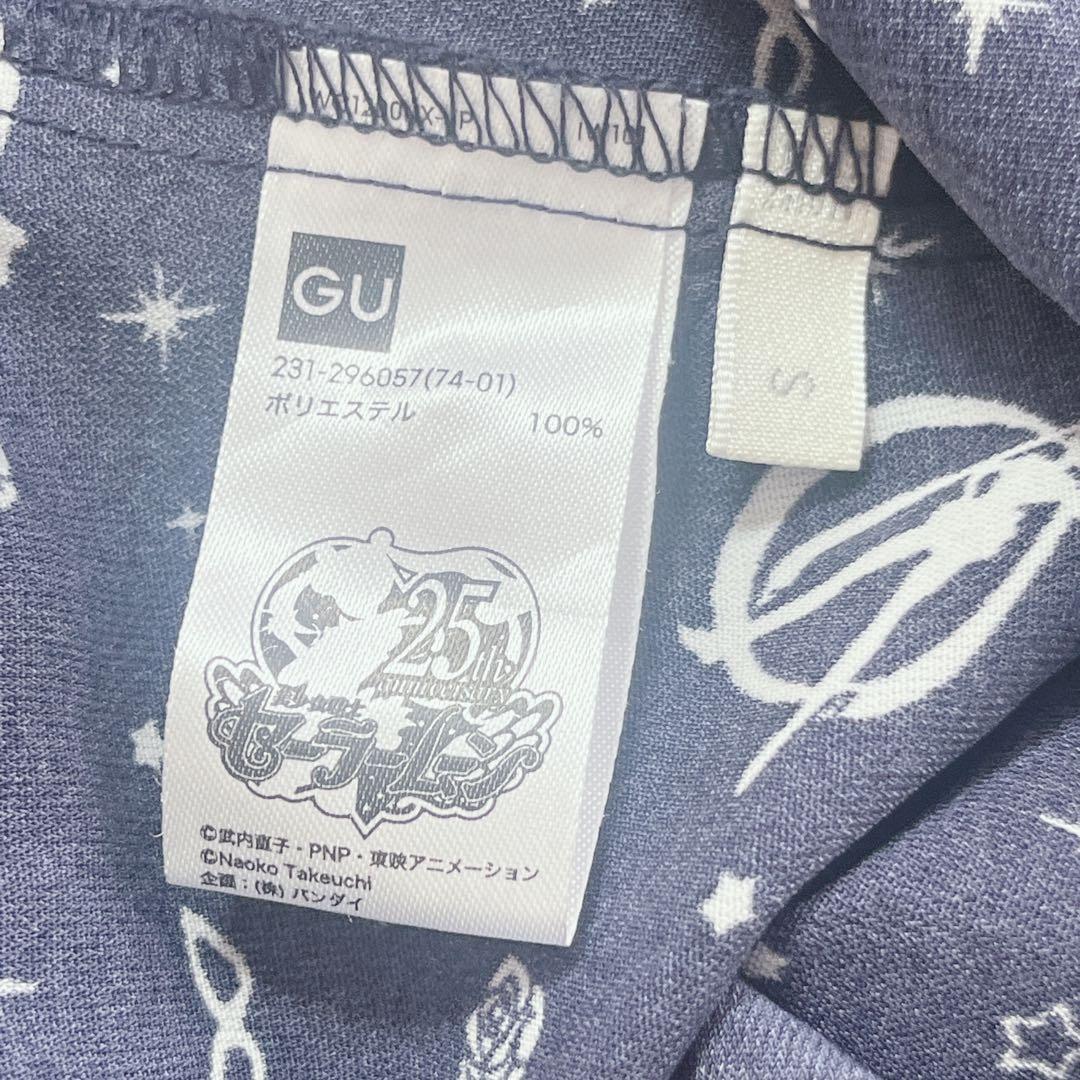 GU
231-296057(74-01)
ポリエステル 100%
S
25th
Anniversary
美少女戦士
セーラームーン
©武内直子・PNP・東映アニメーション
©Naoko Takeuchi
企画：(株) バンダイ